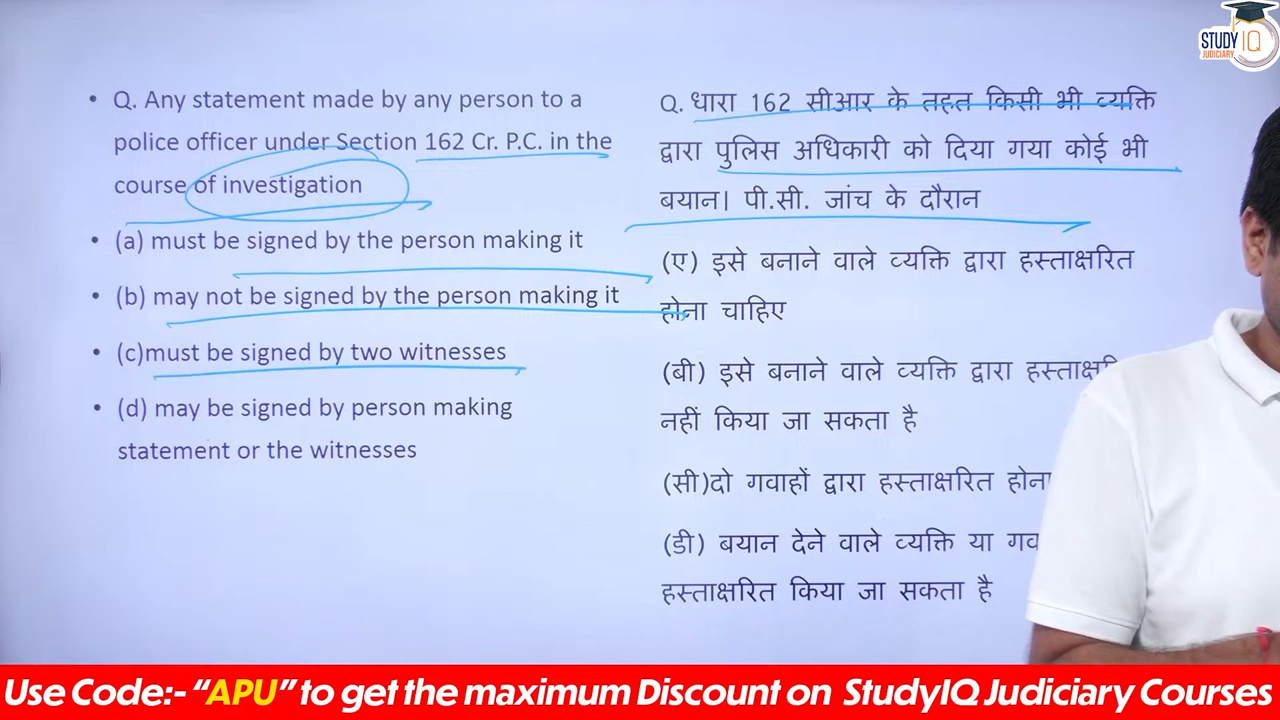 STUDY IQ
JUDICIARY
• Q. Any statement made by any person to a
police officer under Section 162 Cr. P.C. in the
course of investigation
• (a) must be signed by the person making it
• (b) may not be signed by the person making it
• (c)must be signed by two witnesses
• (d) may be signed by person making
statement or the witnesses
Q. धारा 162 सीआर के तहत किसी भी व्यक्ति
द्वारा पुलिस अधिकारी को दिया गया कोई भी
बयान। पी.सी. जांच के दौरान
(ए) इसे बनाने वाले व्यक्ति द्वारा हस्ताक्षरित
होना चाहिए
(बी) इसे बनाने वाले व्यक्ति द्वारा
नहीं किया जा सकता है
(सी)दो गवाहों द्वारा हस्ताक्षरित
(डी) बयान देने वाले व्यक्ति या
हस्ताक्षरित किया जा सकता है
Use Code:- “APU” to get the maximum Discount on StudyIQ Judiciary Courses